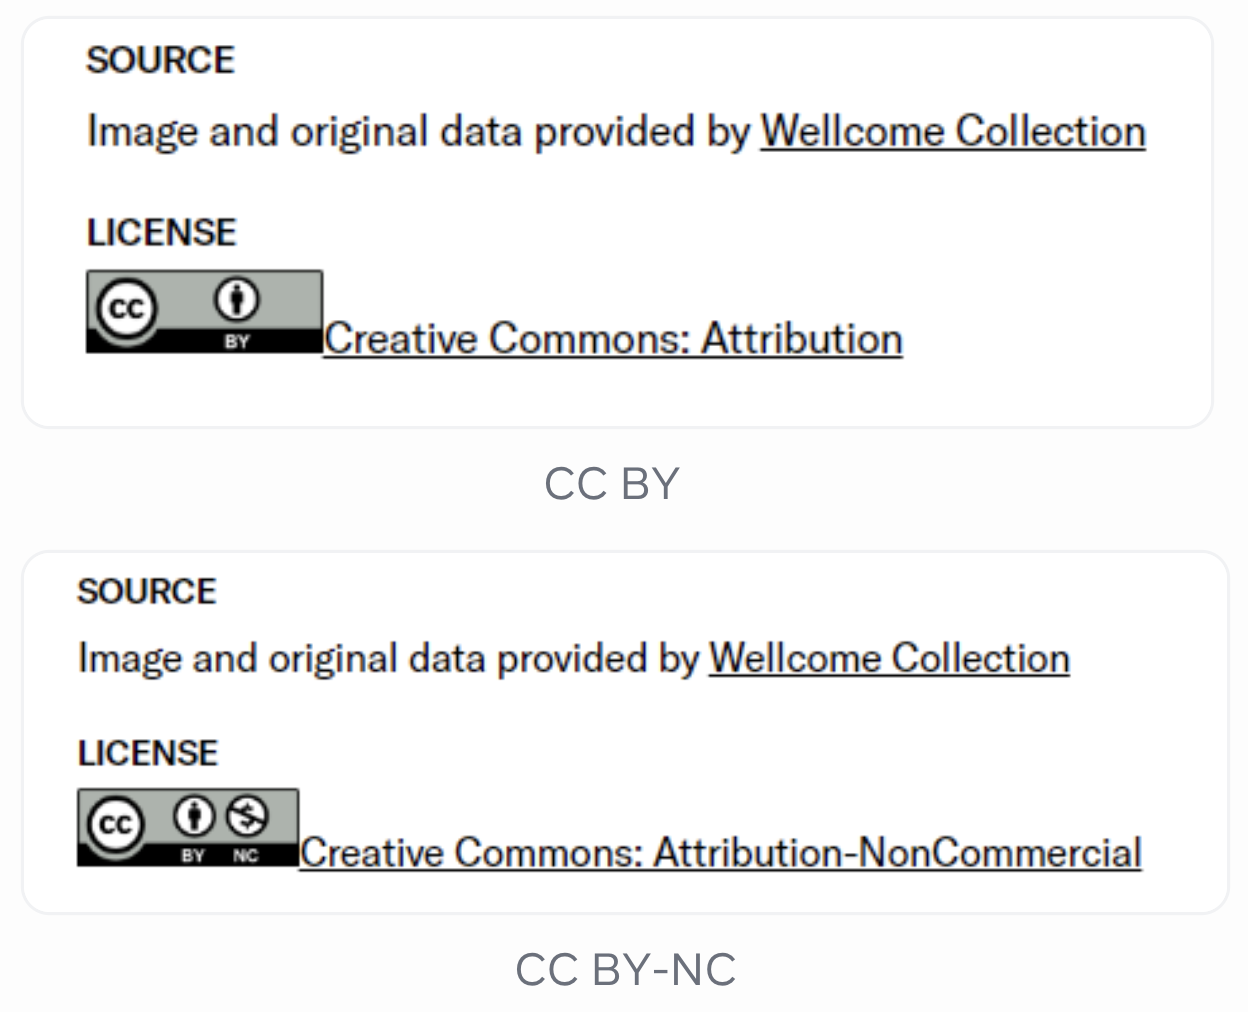 SOURCE
Image and original data provided by Wellcome Collection
LICENSE
cc BY Creative Commons: Attribution
CC BY
SOURCE
Image and original data provided by Wellcome Collection
LICENSE
cc BY NC Creative Commons: Attribution-NonCommercial
CC BY-NC